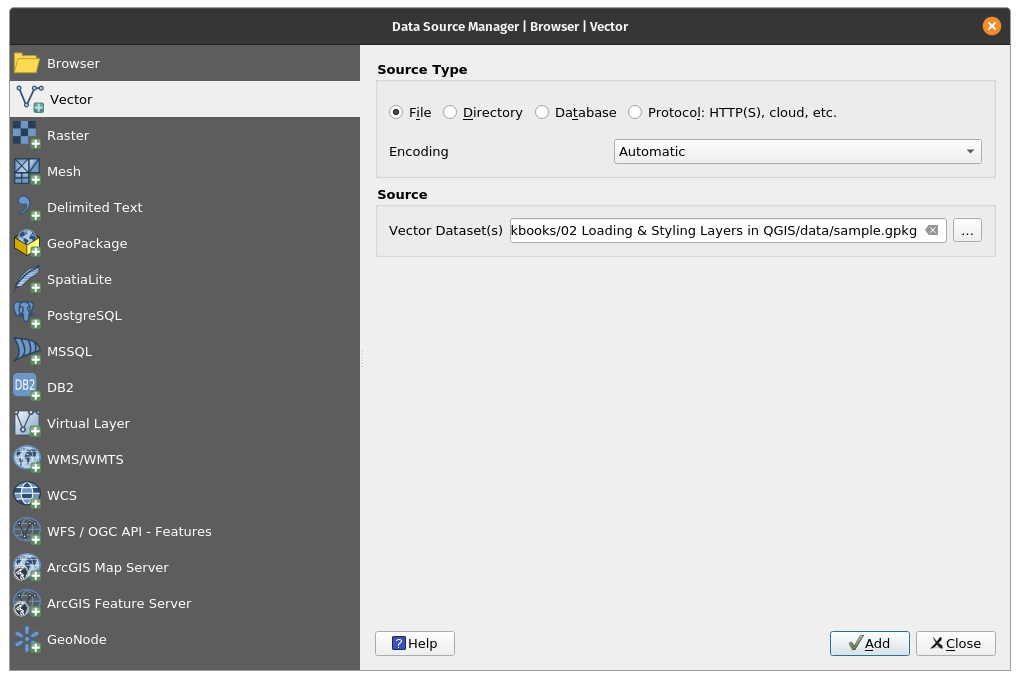 Data Source Manager | Browser | Vector
Browser
Vector
Raster
Mesh
Delimited Text
GeoPackage
SpatiaLite
PostgreSQL
MSSQL
DB2
DB2
Virtual Layer
WMS/WMTS
WCS
WFS / OGC API - Features
ArcGIS Map Server
ArcGIS Feature Server
GeoNode
Source Type
File Directory Database Protocol: HTTP(S), cloud, etc.
Encoding Automatic
Source
Vector Dataset(s) kbooks/02 Loading & Styling Layers in QGIS/data/sample.gpkg ...
? Help Add Close